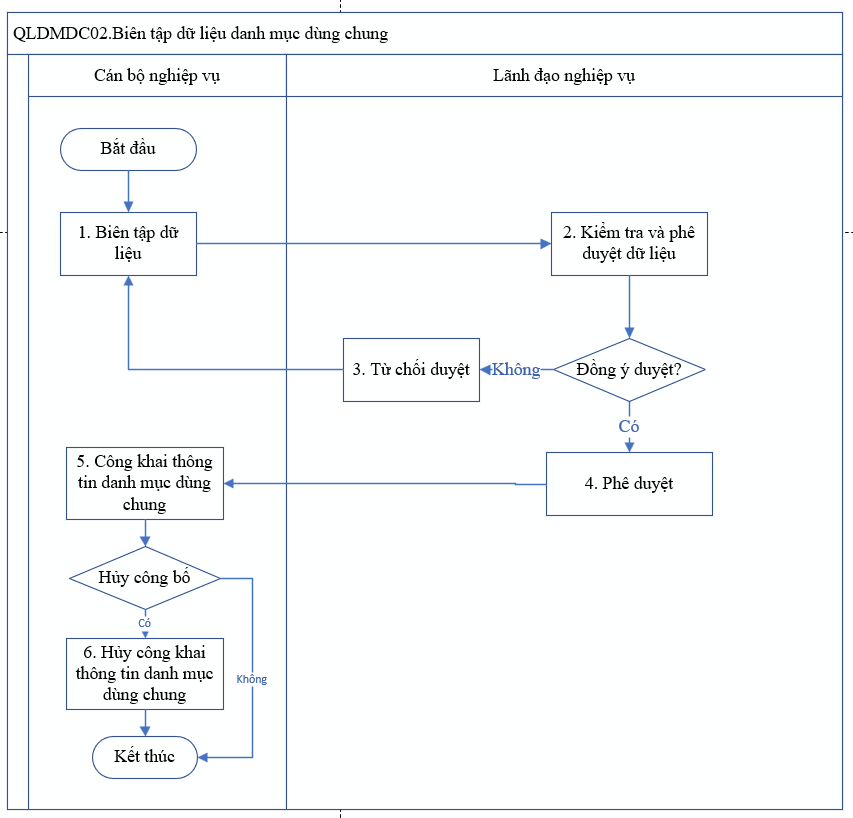 QLDMDC02.Biên tập dữ liệu danh mục dùng chung
Cán bộ nghiệp vụ
Lãnh đạo nghiệp vụ
Bắt đầu
1. Biên tập dữ
liệu
2. Kiểm tra và phê
duyệt dữ liệu
3. Từ chối duyệt
Không
Đồng ý duyệt?
Có
5. Công khai thông
tin danh mục dùng
chung
4. Phê duyệt
Hủy công bố
Có
6. Hủy công khai
thông tin danh mục
dùng chung
Không
Kết thúc